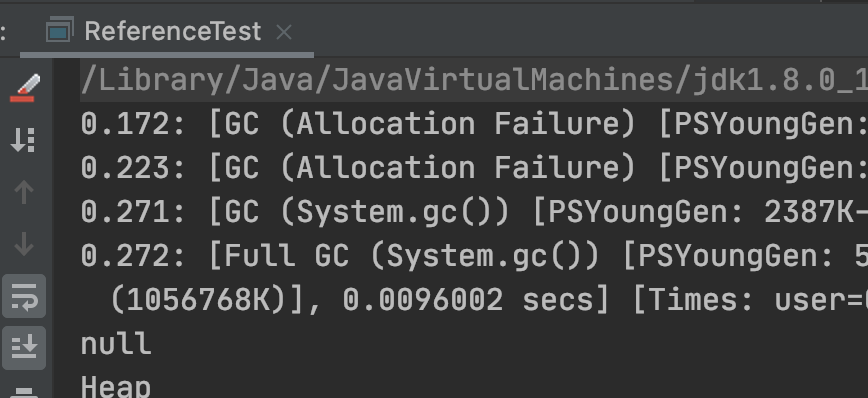 : ReferenceTest
/Library/Java/JavaVirtualMachines/jdk1.8.0_1
0.172: [GC (Allocation Failure) [PSYoungGen:
0.223: [GC (Allocation Failure) [PSYoungGen:
0.271: [GC (System.gc()) [PSYoungGen: 2387K-
0.272: [Full GC (System.gc()) [PSYoungGen: 5
(1056768K)], 0.0096002 secs] [Times: user=0
null
Heap